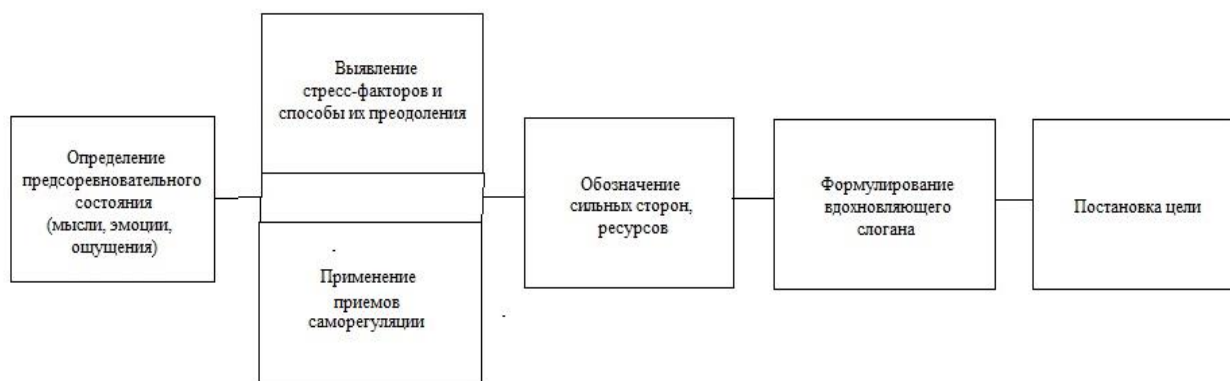 Определение
предсоревновательного
состояния
(мысли, эмоции,
ощущения)
Выявление
стресс-факторов и
способы их преодоления
Применение
приемов
саморегуляции
Обозначение
сильных сторон,
ресурсов
Формулирование
вдохновляющего
слогана
Постановка цели